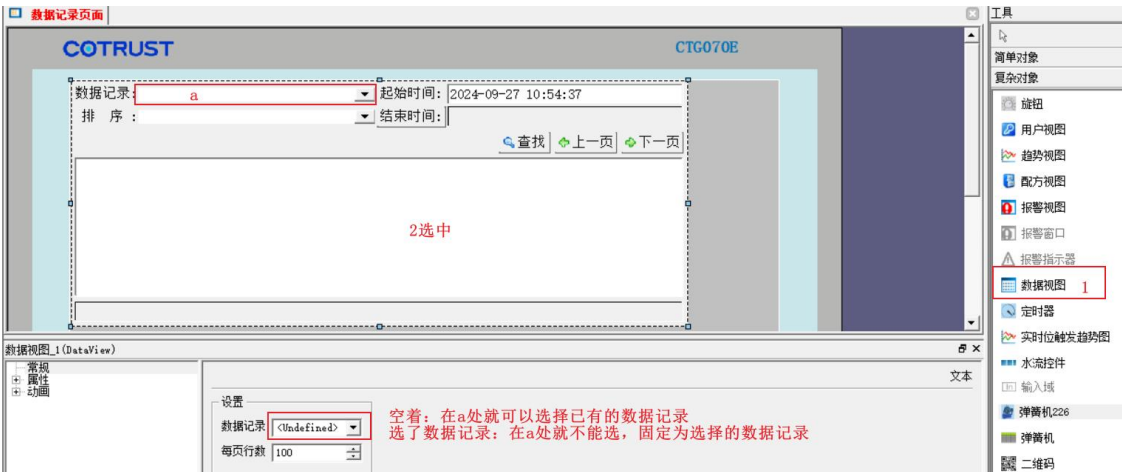 数据记录页面
工具
COTRUST
CTG070E
简单对象
复杂对象
数据记录:
a
起始时间:
2024-09-27 10:54:37
排 序 :
结束时间:
查找
上一页
下一页
2选中
旋钮
用户视图
趋势视图
配方视图
报警视图
报警窗口
报警指示器
数据视图 1
定时器
实时位触发趋势图
水流控件
输入域
弹簧机226
弹簧机
二维码
数据视图_1(DataView)
常规
属性
动画
文本
设置
数据记录 <Undefined>
每页行数 100
空着：在a处就可以选择已有的数据记录
选了数据记录：在a处就不能选，固定为选择的数据记录